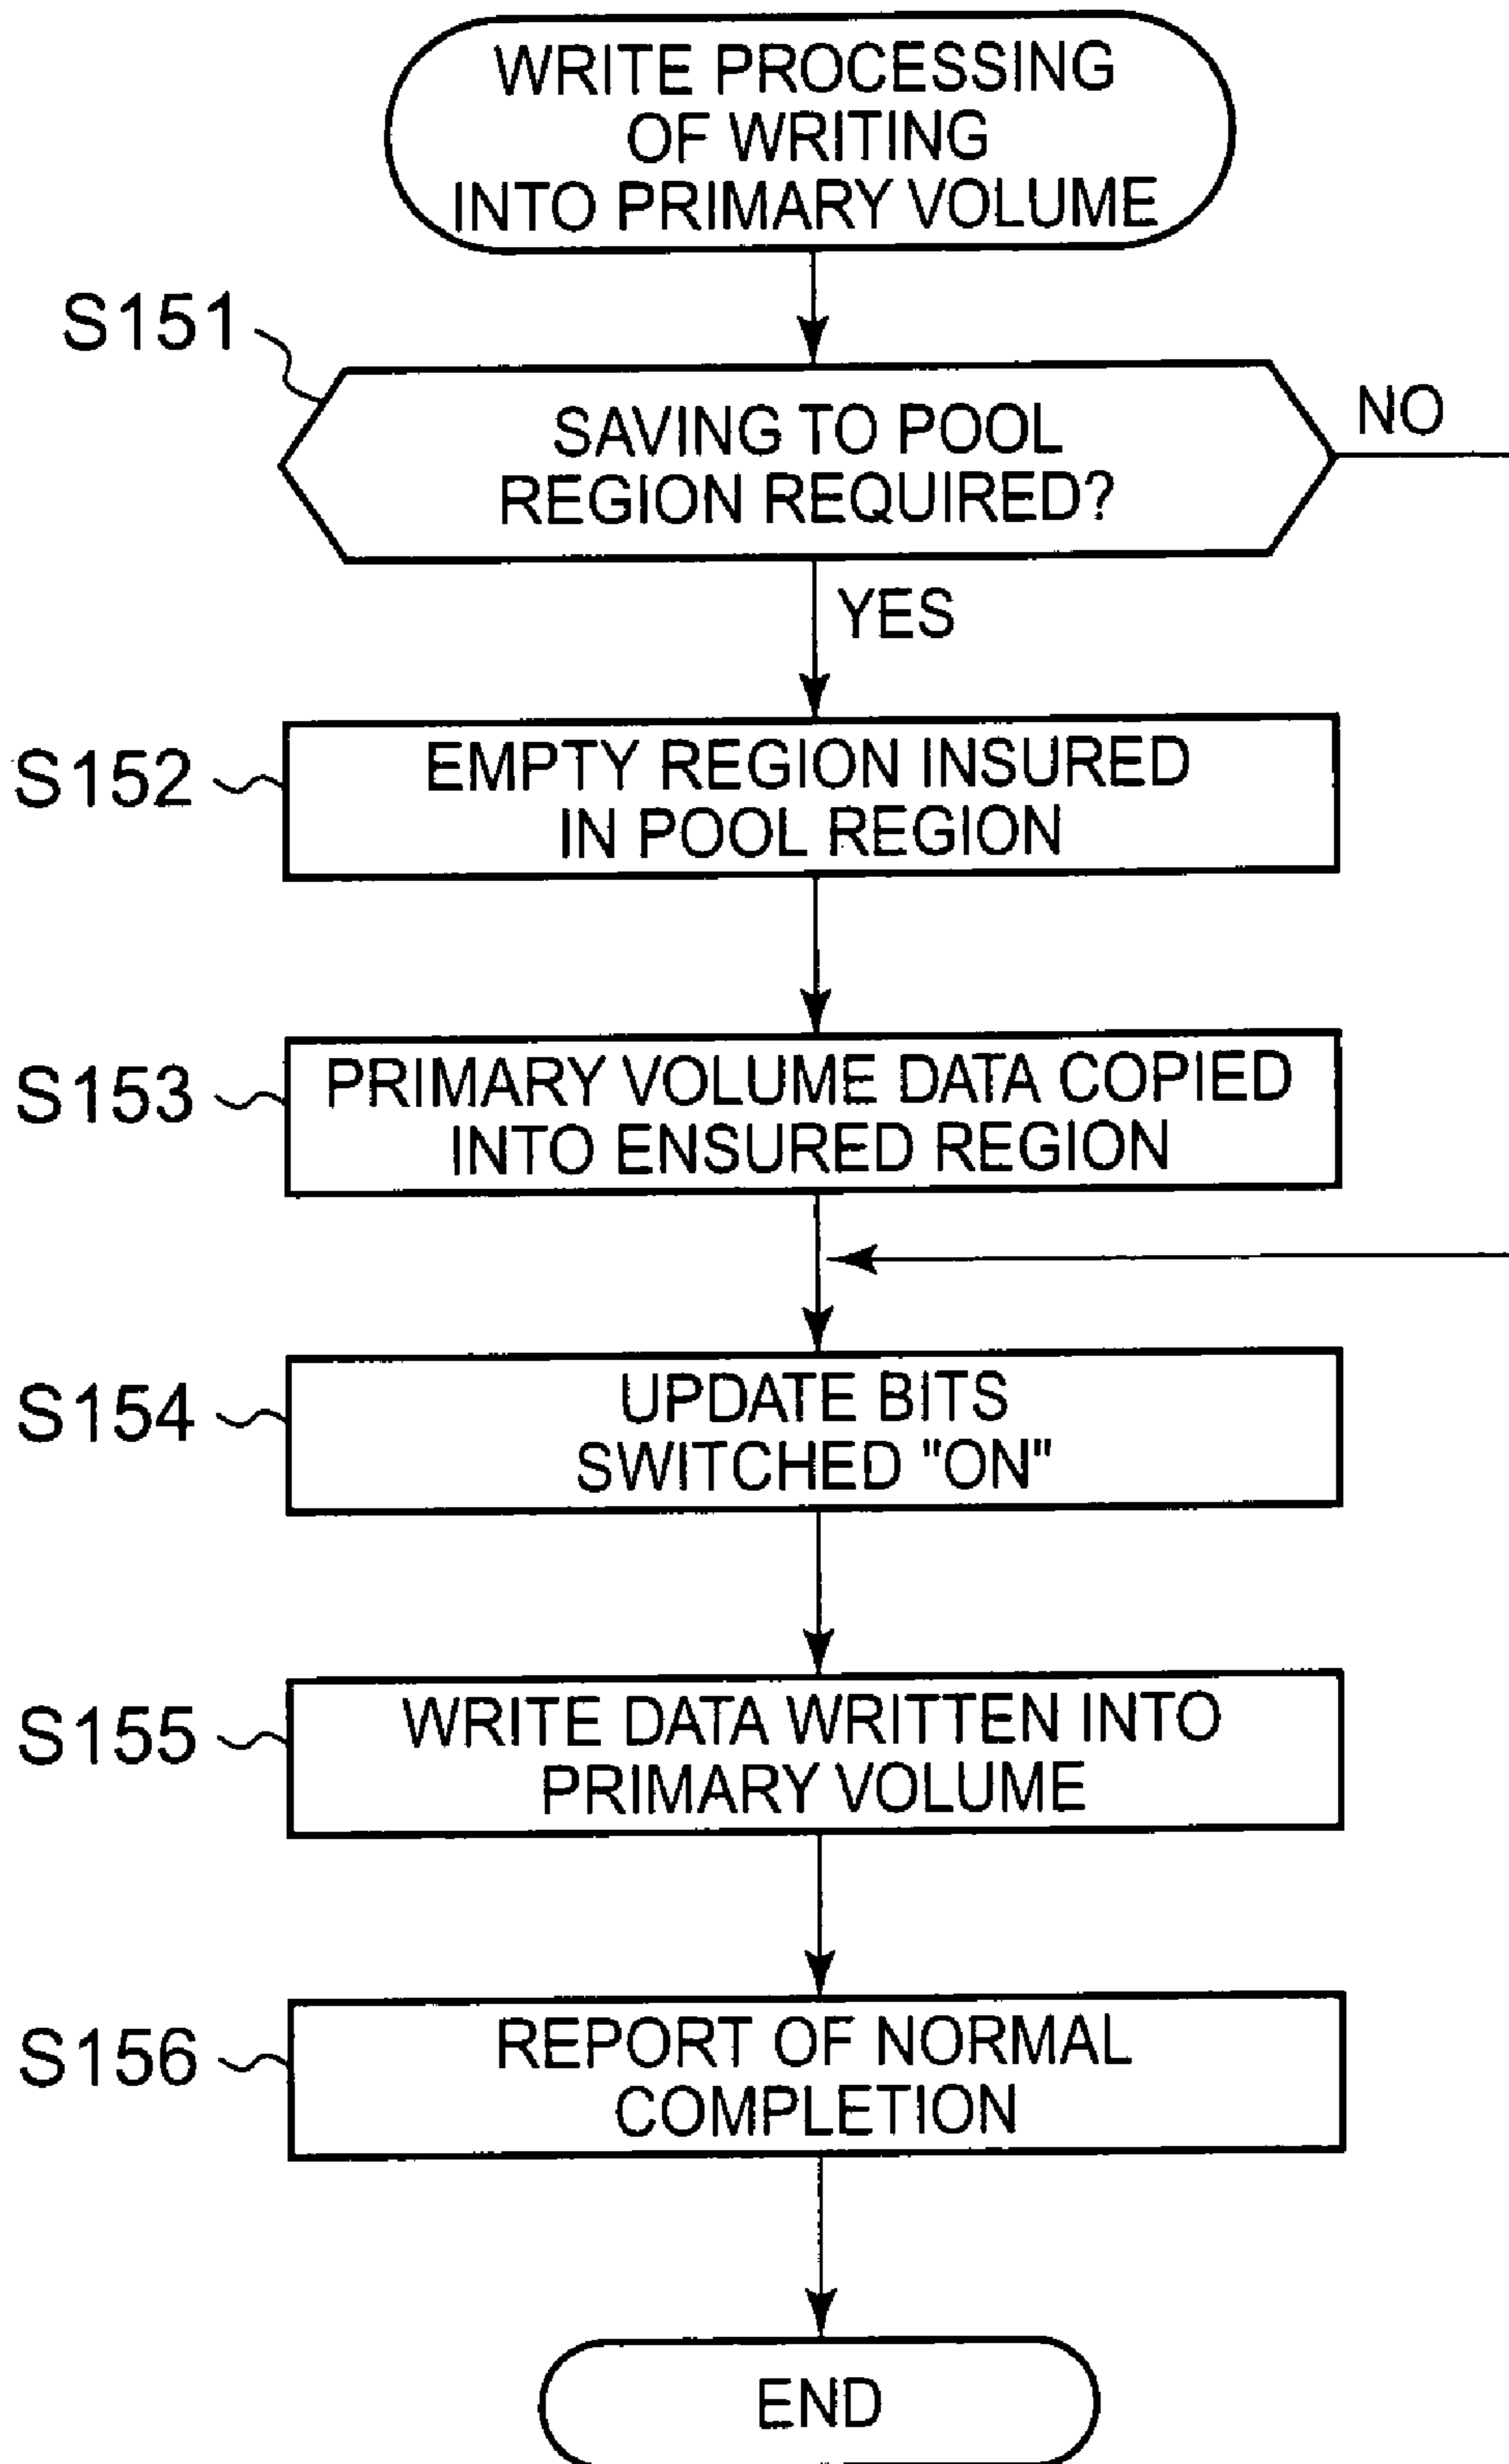 WRITE PROCESSING
OF WRITING
INTO PRIMARY VOLUME
S151
SAVING TO POOL
REGION REQUIRED?
NO
YES
S152
EMPTY REGION INSURED
IN POOL REGION
S153
PRIMARY VOLUME DATA COPIED
INTO ENSURED REGION
S154
UPDATE BITS
SWITCHED "ON"
S155
WRITE DATA WRITTEN INTO
PRIMARY VOLUME
S156
REPORT OF NORMAL
COMPLETION
END